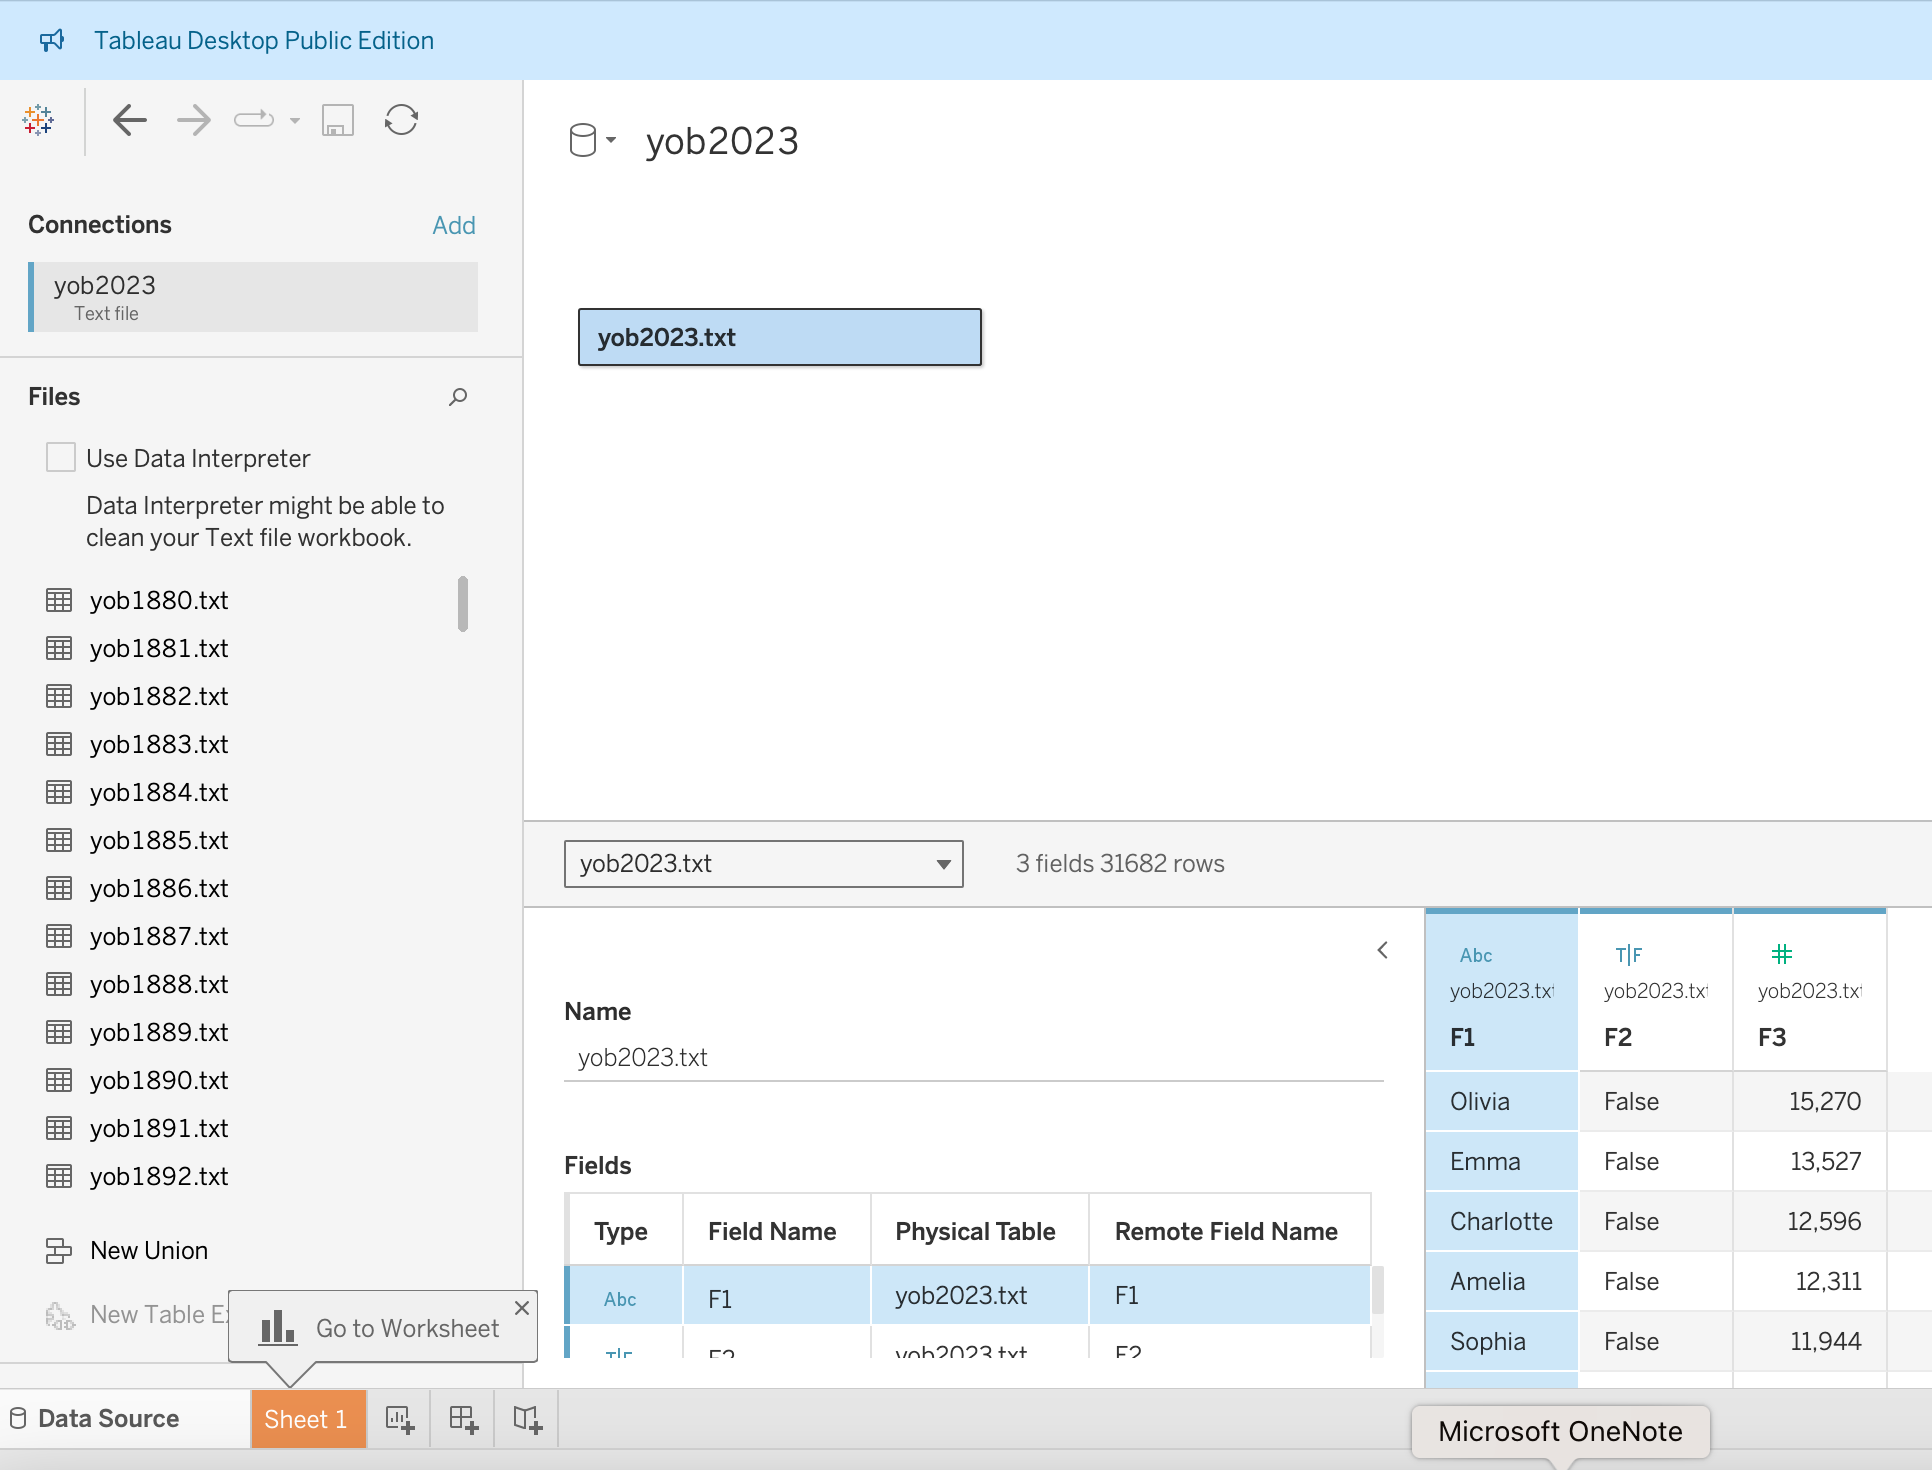 Tableau Desktop Public Edition
Connections Add
yob2023
Text file
Files
Use Data Interpreter
Data Interpreter might be able to
clean your Text file workbook.
yob1880.txt
yob1881.txt
yob1882.txt
yob1883.txt
yob1884.txt
yob1885.txt
yob1886.txt
yob1887.txt
yob1888.txt
yob1889.txt
yob1890.txt
yob1891.txt
yob1892.txt
New Union
New Table Ex
Go to Worksheet
yob2023
yob2023.txt
yob2023.txt 3 fields 31682 rows
Name
yob2023.txt
Fields
Type Field Name Physical Table Remote Field Name
Abc F1 yob2023.txt F1
T|F F2 yob2023.txt F2
Abc T|F #
yob2023.txt yob2023.txt yob2023.txt
F1 F2 F3
Olivia False 15,270
Emma False 13,527
Charlotte False 12,596
Amelia False 12,311
Sophia False 11,944
Data Source Sheet 1
Microsoft OneNote